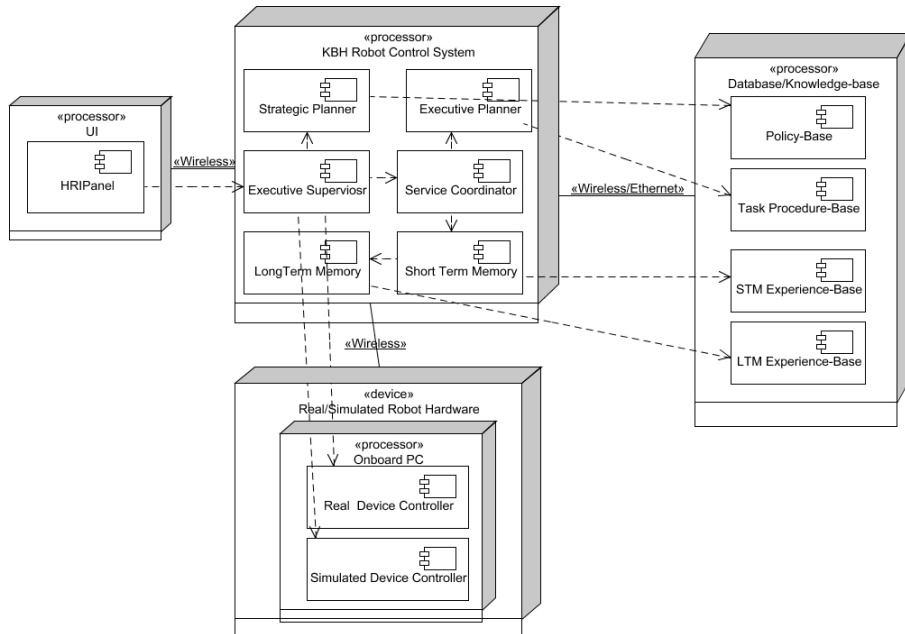 «processor»
KBH Robot Control System
Strategic Planner
Executive Planner
Executive Superviosr
Service Coordinator
LongTerm Memory
Short Term Memory
«processor»
UI
HRIPanel
«Wireless»
«Wireless/Ethernet»
«processor»
Database/Knowledge-base
Policy-Base
Task Procedure-Base
STM Experience-Base
LTM Experience-Base
«Wireless»
«device»
Real/Simulated Robot Hardware
«processor»
Onboard PC
Real Device Controller
Simulated Device Controller